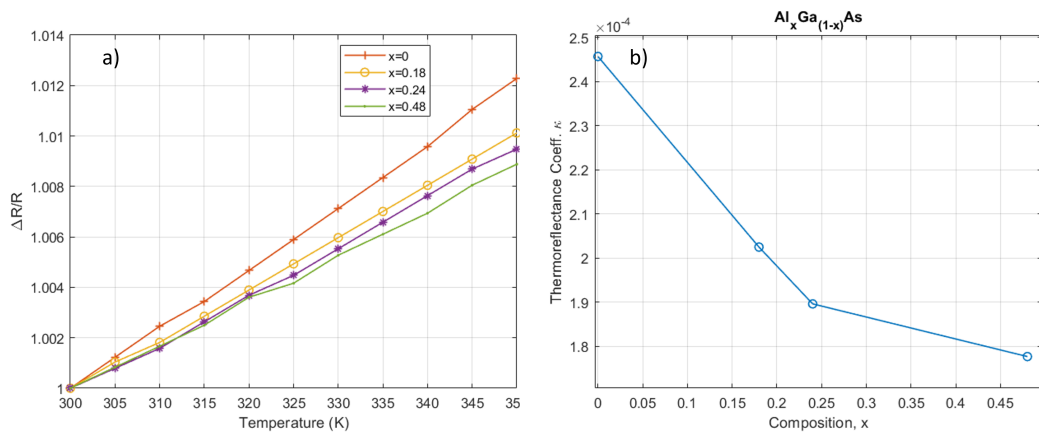 a)
1.014
1.012
1.01
1.008
1.006
1.004
1.002
1
ΔR/R
300 305 310 315 320 325 330 335 340 345 35
Temperature (K)
x=0
x=0.18
x=0.24
x=0.48
b)
AlxGa(1-x)As
×10-4
2.5
2.4
2.3
2.2
2.1
2
1.9
1.8
Thermoreflectance Coeff. κ
0 0.05 0.1 0.15 0.2 0.25 0.3 0.35 0.4 0.45
Composition, x